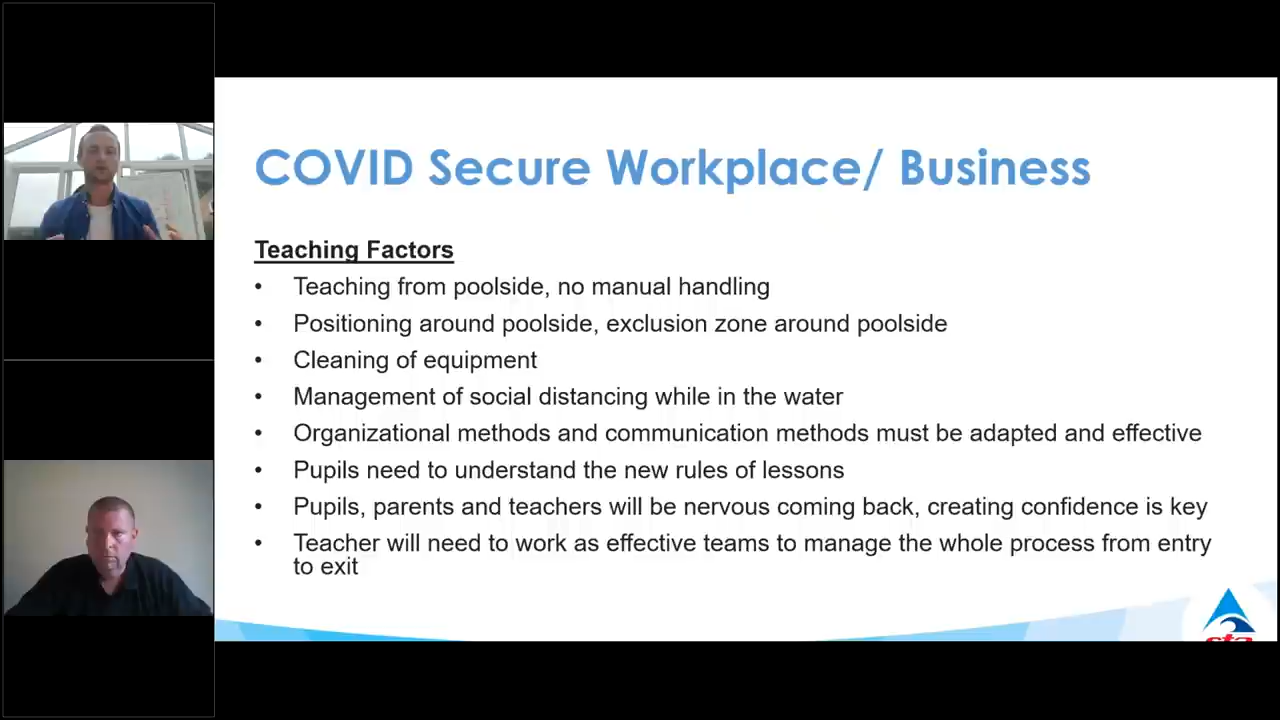 COVID Secure Workplace/ Business
Teaching Factors
• Teaching from poolside, no manual handling
• Positioning around poolside, exclusion zone around poolside
• Cleaning of equipment
• Management of social distancing while in the water
• Organizational methods and communication methods must be adapted and effective
• Pupils need to understand the new rules of lessons
• Pupils, parents and teachers will be nervous coming back, creating confidence is key
• Teacher will need to work as effective teams to manage the whole process from entry
to exit
sta